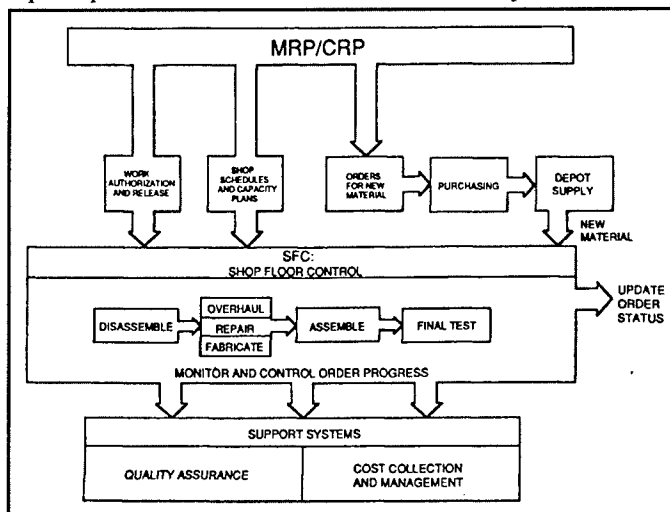 MRP/CRP
WORK
AUTHORIZATION
AND RELEASE
SHOP
SCHEDULES
AND CAPACITY
PLANS
ORDERS
FOR NEW
MATERIAL
PURCHASING
DEPOT
SUPPLY
NEW
MATERIAL
SFC:
SHOP FLOOR CONTROL
UPDATE
ORDER
STATUS
DISASSEMBLE
OVERHAUL
REPAIR
FABRICATE
ASSEMBLE
FINAL TEST
MONITOR AND CONTROL ORDER PROGRESS
SUPPORT SYSTEMS
QUALITY ASSURANCE
COST COLLECTION
AND MANAGEMENT